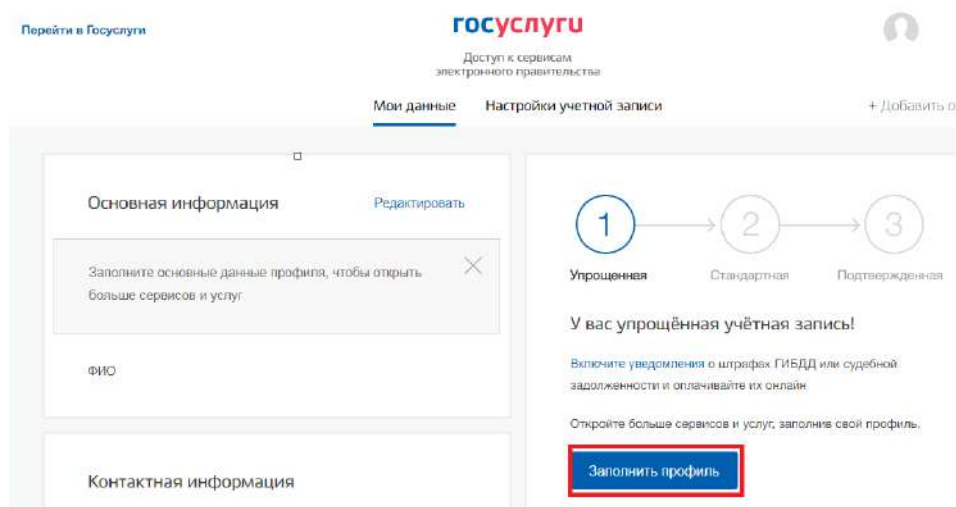 Перейти в Госуслуги
госуслуги
Доступ к сервисам
электронного правительства
Мои данные
Настройки учетной записи
+ Добавить о
Основная информация
Редактировать
Заполните основные данные профиля, чтобы открыть
больше сервисов и услуг
ФИО
Контактная информация
1
2
3
Упрощенная
Стандартная
Подтвержденная
У вас упрощённая учётная запись!
Включите уведомления о штрафах ГИБДД или судебной
задолженности и оплачивайте их онлайн
Откройте больше сервисов и услуг, заполнив свой профиль.
Заполнить профиль